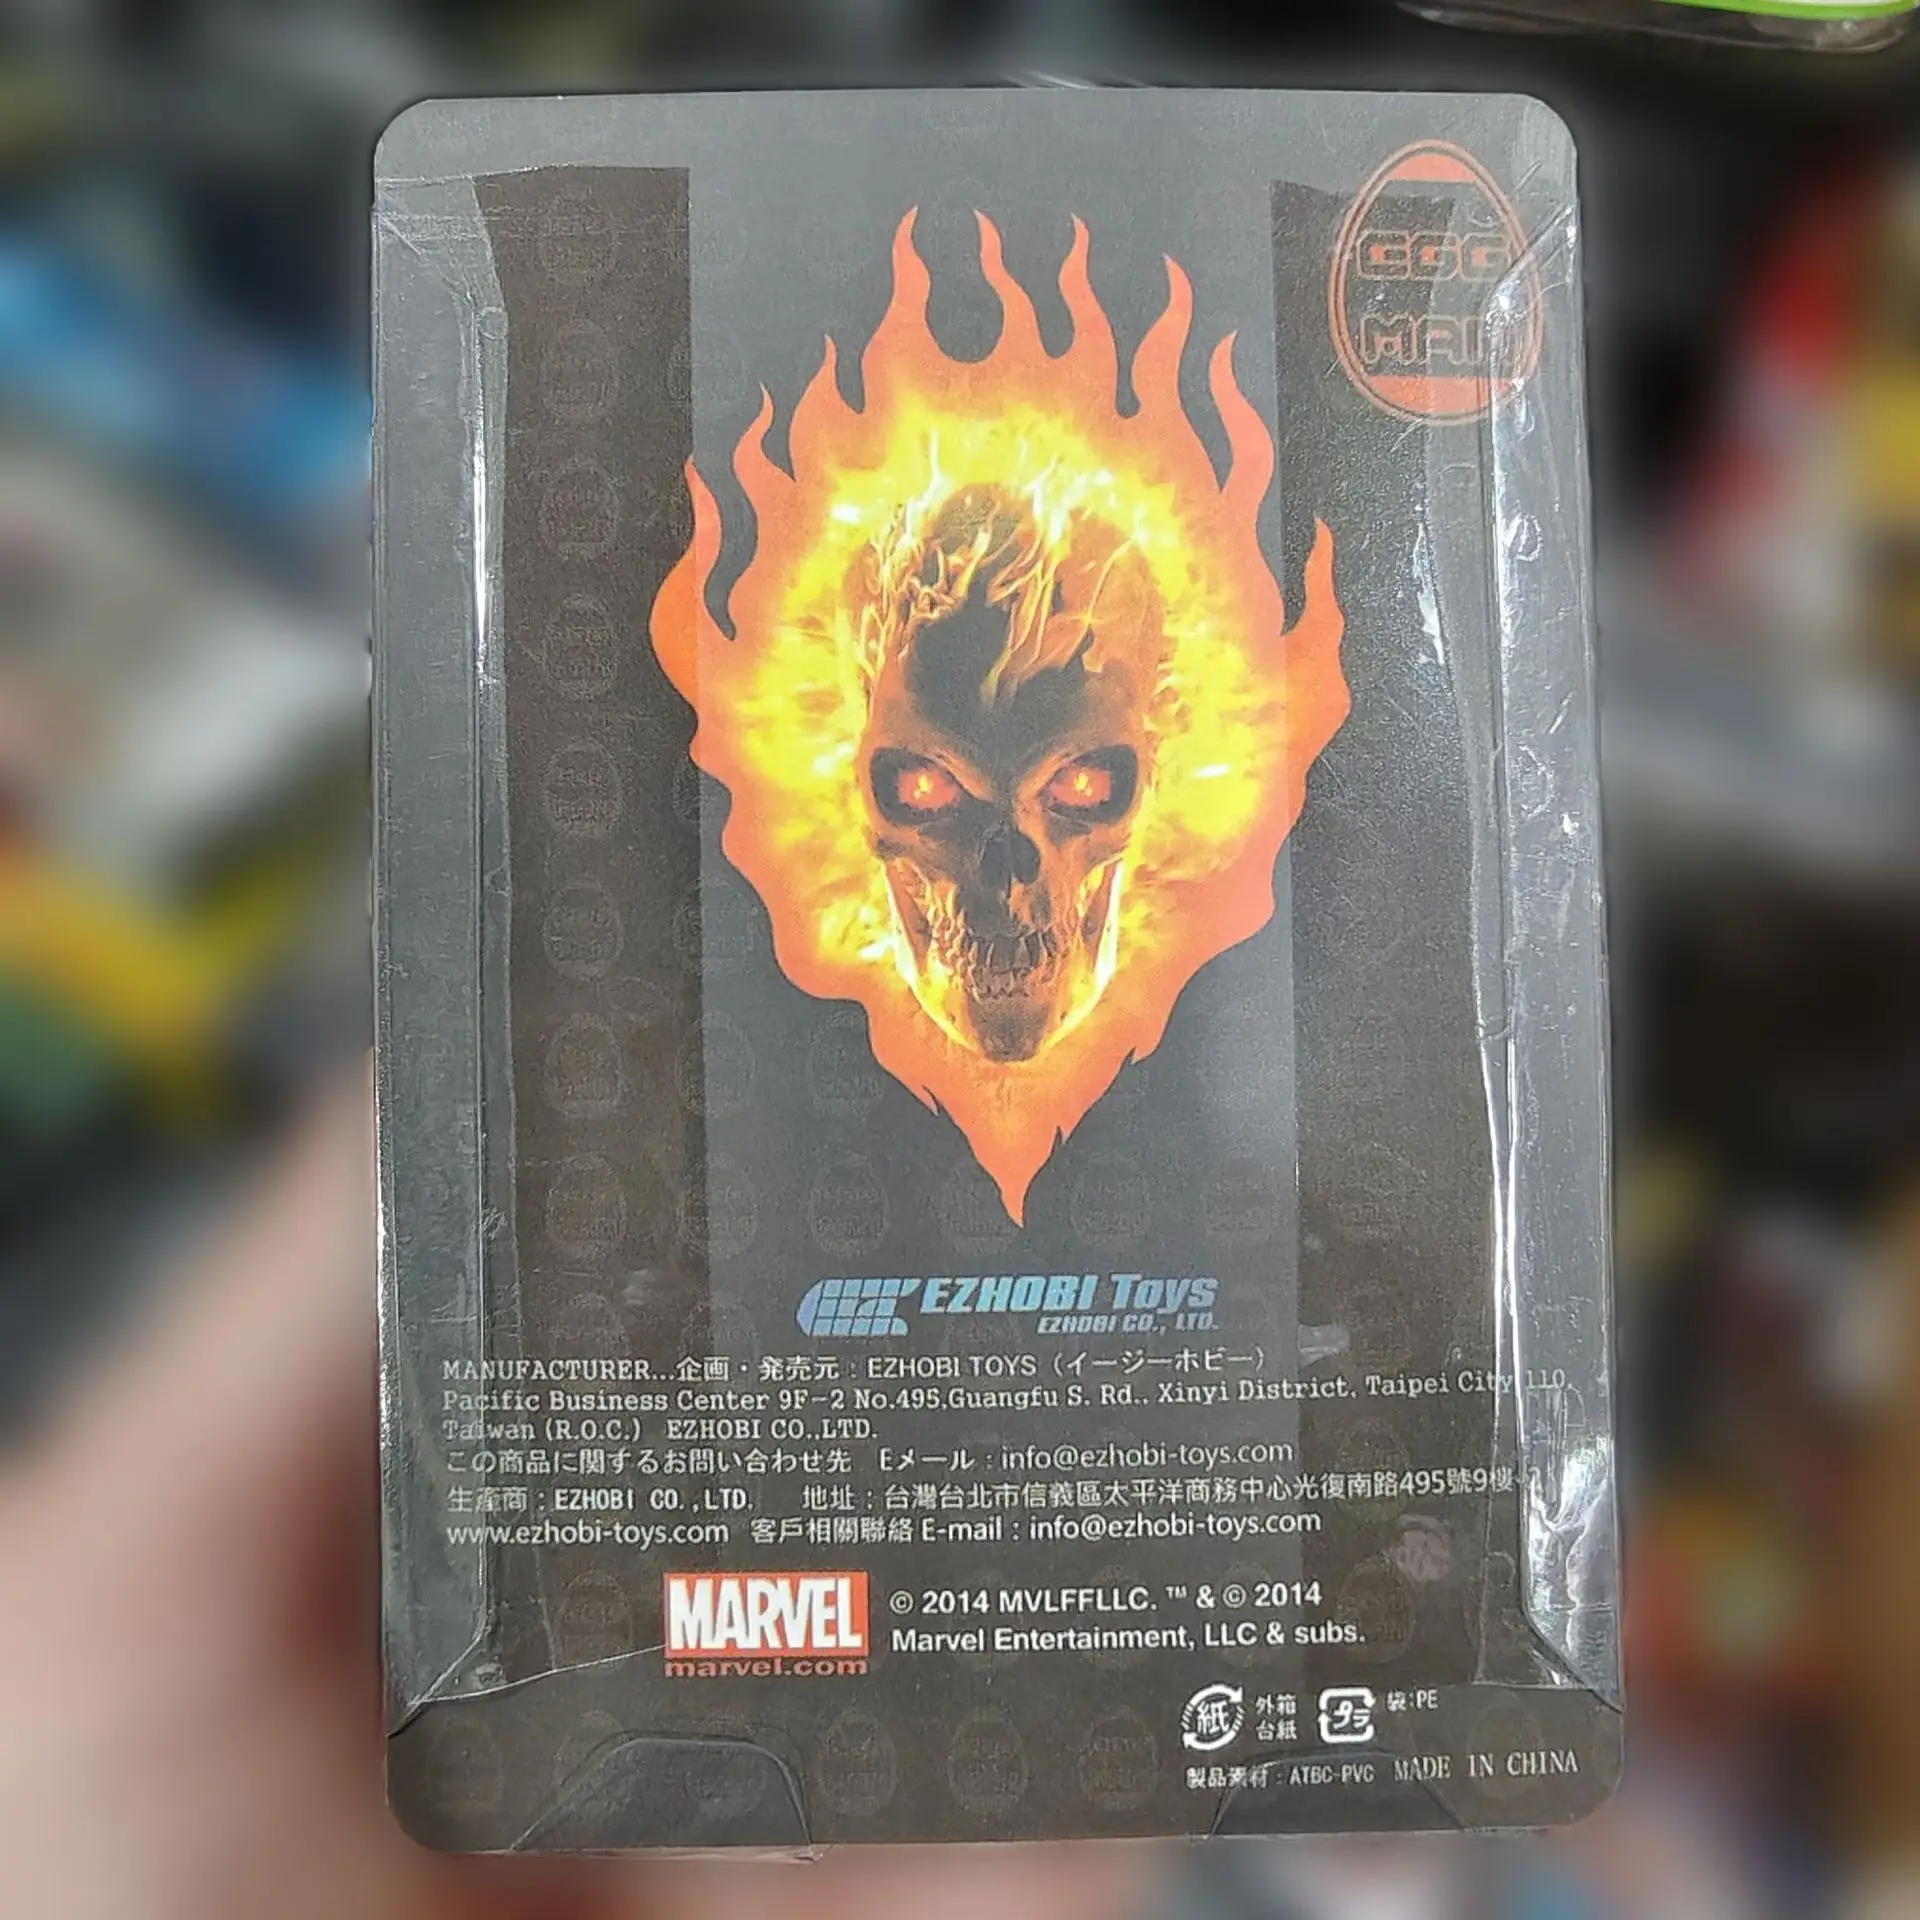 EGG
MAN
EZHOBI Toys
EZHOBI CO., LTD.
MANUFACTURER...企画・発売元：EZHOBI TOYS（イージーホビー）
Pacific Business Center 9F-2 No.495,Guangfu S. Rd., Xinyi District, Taipei City 110,
Taiwan (R.O.C.) EZHOBI CO.,LTD.
この商品に関するお問い合わせ先 Eメール：info@ezhobi-toys.com
生產商：EZHOBI CO.,LTD. 地址：台灣台北市信義區太平洋商務中心光復南路495號9樓-2
www.ezhobi-toys.com 客戶相關聯絡 E-mail：info@ezhobi-toys.com
MARVEL
marvel.com
© 2014 MVLFFLLC. ™ & © 2014
Marvel Entertainment, LLC & subs.
紙 外箱 プラ 袋:PE
台紙
製品素材：ATBC-PVC MADE IN CHINA